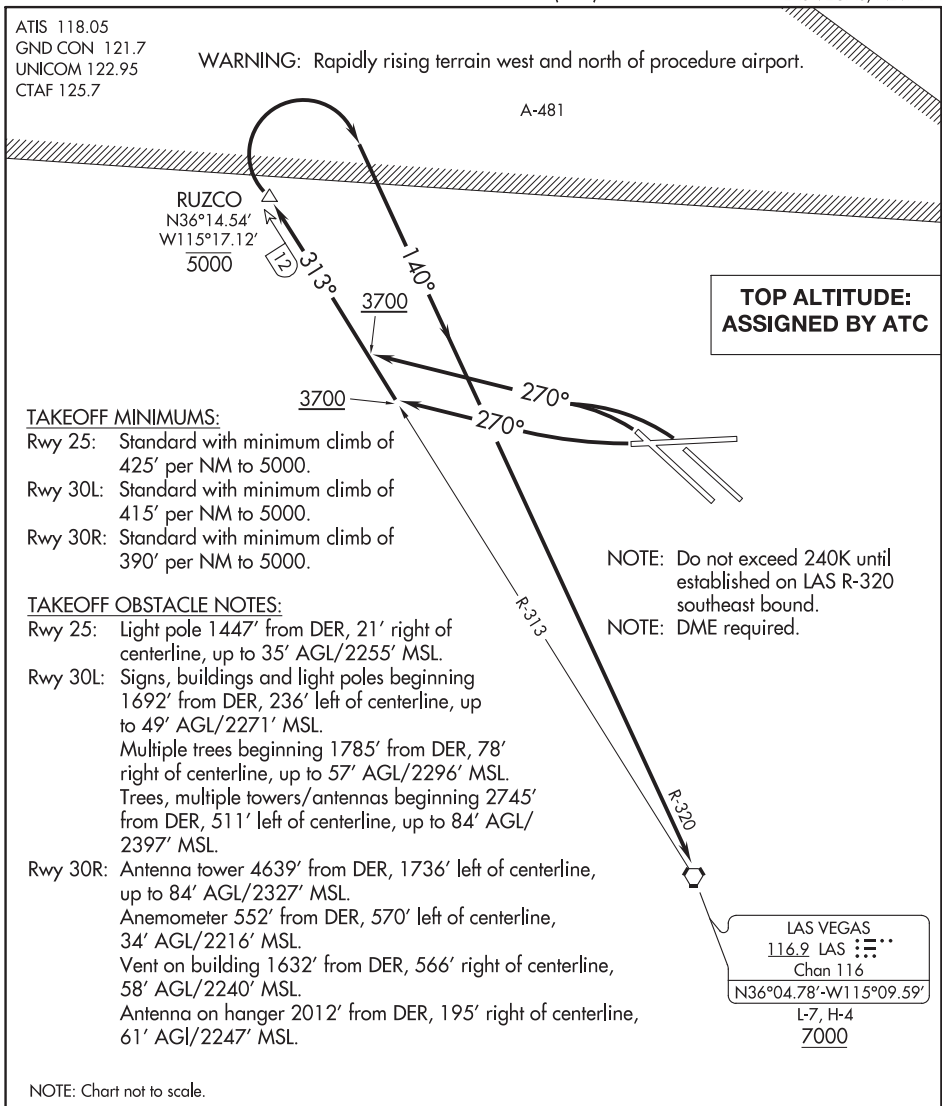 ATIS 118.05
GND CON 121.7
UNICOM 122.95
CTAF 125.7
WARNING: Rapidly rising terrain west and north of procedure airport.
A-481
RUZCO
N36°14.54'
W115°17.12'
5000
12
313°
140°
3700
270°
3700
270°
TOP ALTITUDE:
ASSIGNED BY ATC
TAKEOFF MINIMUMS:
Rwy 25: Standard with minimum climb of
425' per NM to 5000.
Rwy 30L: Standard with minimum climb of
415' per NM to 5000.
Rwy 30R: Standard with minimum climb of
390' per NM to 5000.
NOTE: Do not exceed 240K until
established on LAS R-320
southeast bound.
NOTE: DME required.
R-313
R-320
TAKEOFF OBSTACLE NOTES:
Rwy 25: Light pole 1447' from DER, 21' right of
centerline, up to 35' AGL/2255' MSL.
Rwy 30L: Signs, buildings and light poles beginning
1692' from DER, 236' left of centerline, up
to 49' AGL/2271' MSL.
Multiple trees beginning 1785' from DER, 78'
right of centerline, up to 57' AGL/2296' MSL.
Trees, multiple towers/antennas beginning 2745'
from DER, 511' left of centerline, up to 84' AGL/
2397' MSL.
Rwy 30R: Antenna tower 4639' from DER, 1736' left of centerline,
up to 84' AGL/2327' MSL.
Anemometer 552' from DER, 570' left of centerline,
34' AGL/2216' MSL.
Vent on building 1632' from DER, 566' right of centerline,
58' AGL/2240' MSL.
Antenna on hanger 2012' from DER, 195' right of centerline,
61' AGl/2247' MSL.
LAS VEGAS
116.9 LAS
Chan 116
N36°04.78'-W115°09.59'
L-7, H-4
7000
NOTE: Chart not to scale.